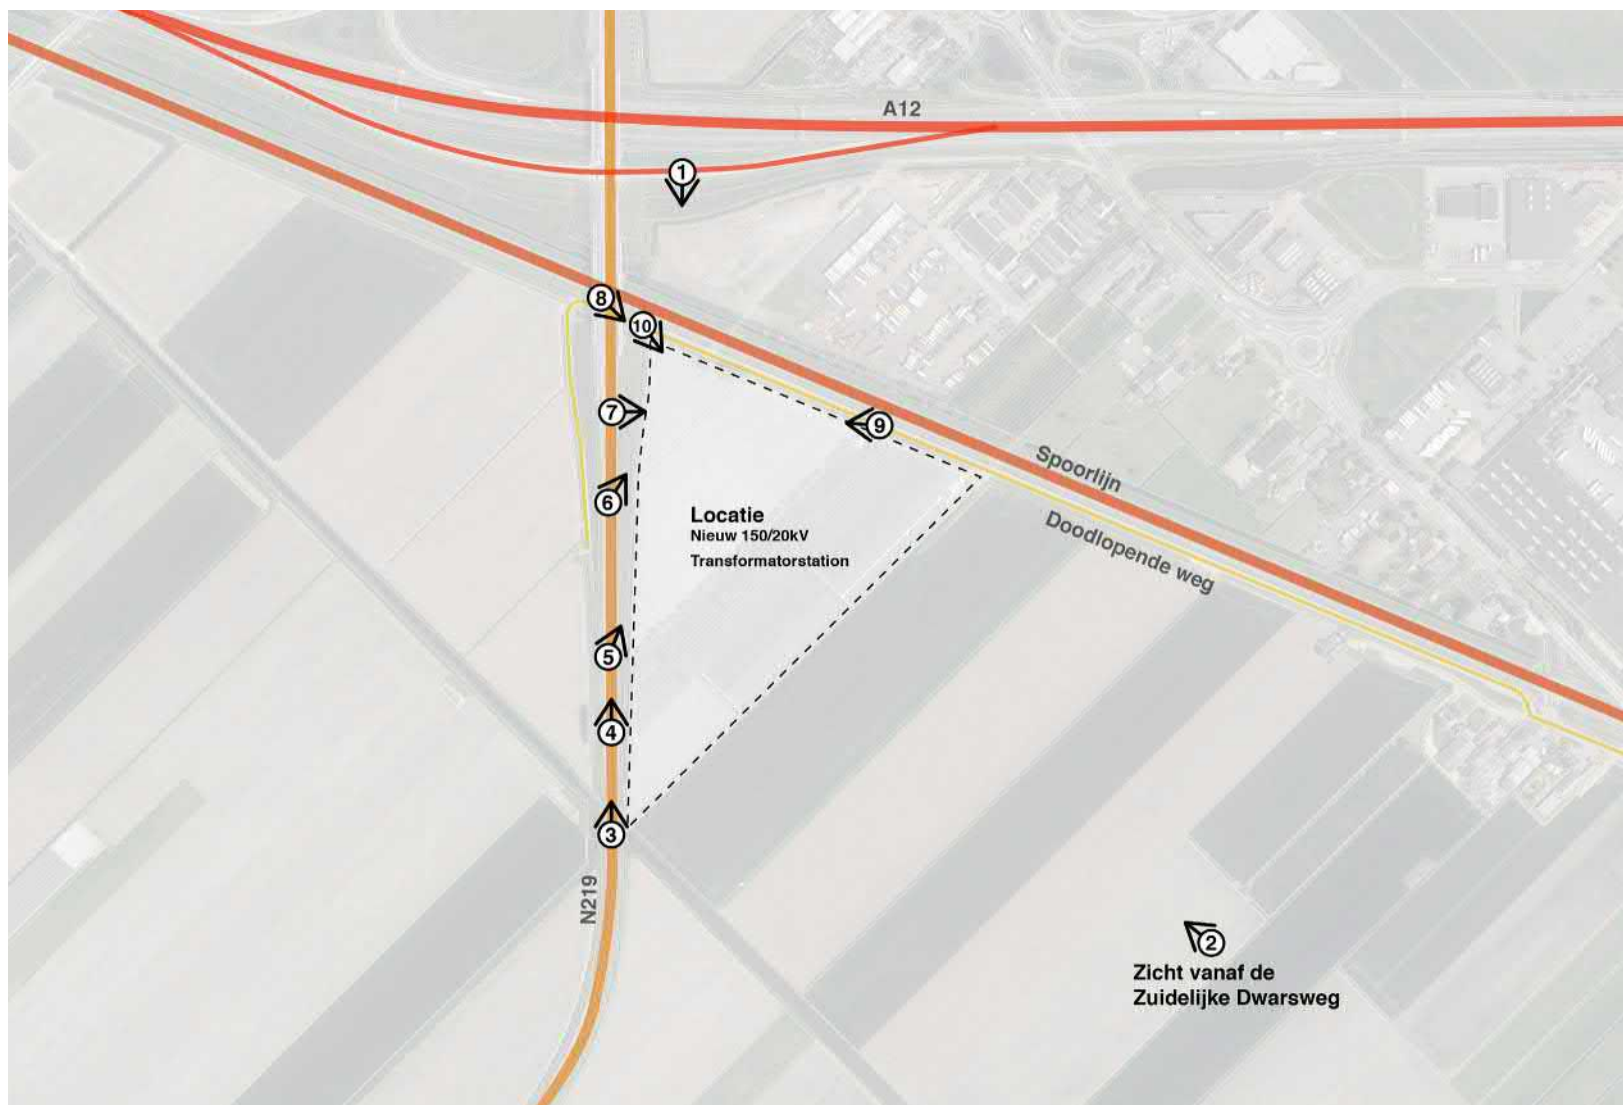 A12
1
8
10
7
9
Spoorlijn
6
Locatie
Nieuw 150/20kV
Transformatorstation
Doodlopende weg
5
4
3
N219
2
Zicht vanaf de
Zuidelijke Dwarsweg